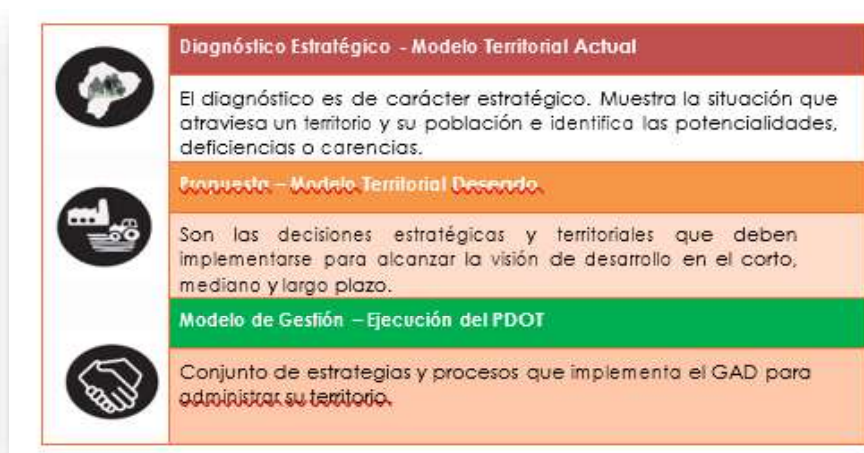 Diagnóstico Estratégico - Modelo Territorial Actual
El diagnóstico es de carácter estratégico. Muestra la situación que
atraviesa un territorio y su población e identifica las potencialidades,
deficiencias o carencias.
Propuesta – Modelo Territorial Deseado
Son las decisiones estratégicas y territoriales que deben
implementarse para alcanzar la visión de desarrollo en el corto,
mediano y largo plazo.
Modelo de Gestión – Ejecución del PDOT
Conjunto de estrategias y procesos que implementa el GAD para
administrar su territorio.